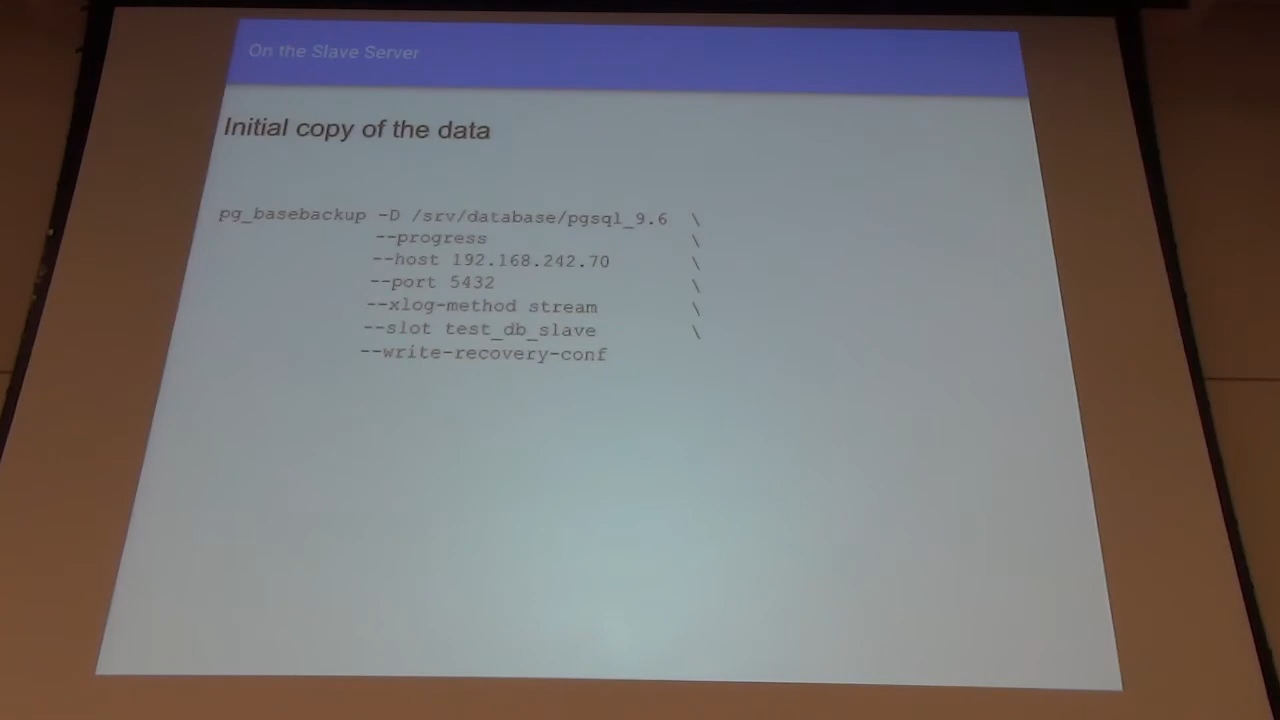 On the Slave Server
Initial copy of the data
pg_basebackup -D /srv/database/pgsql_9.6 \
--progress \
--host 192.168.242.70 \
--port 5432 \
--xlog-method stream \
--slot test_db_slave \
--write-recovery-conf